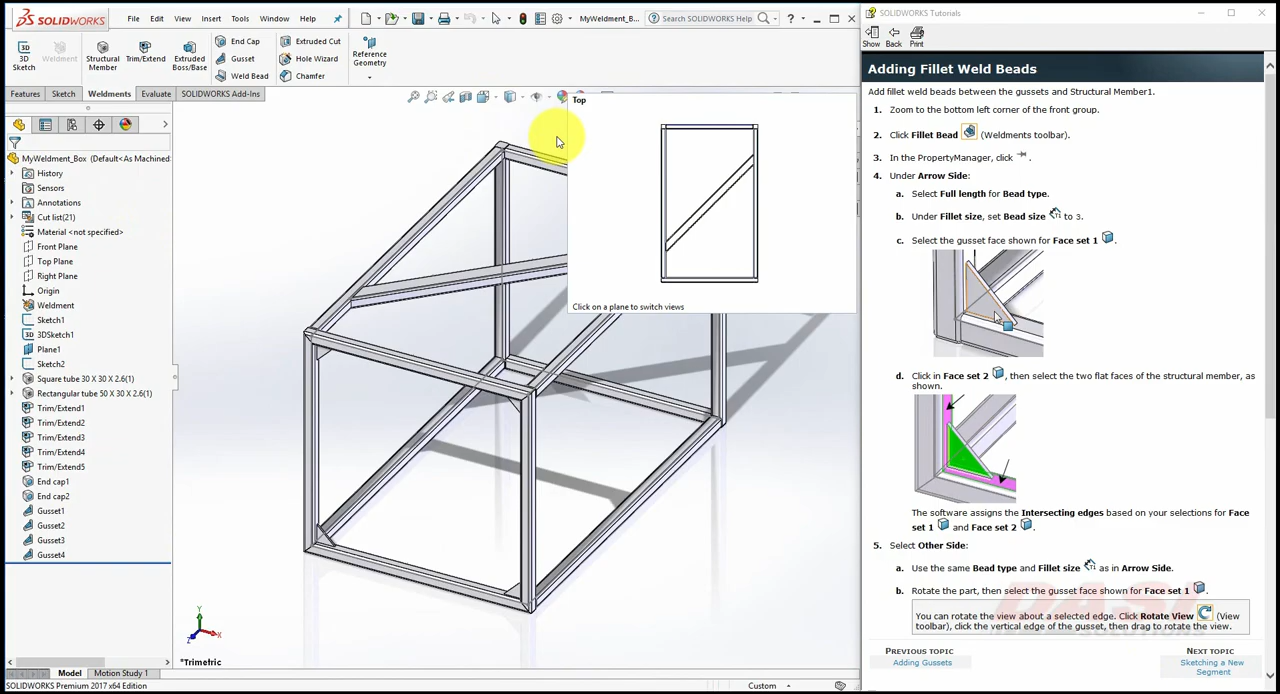 SOLIDWORKS
File Edit View Insert Tools Window Help
MyWeldment_B...
Search SOLIDWORKS Help
3D Sketch
Weldment
Structural Member
Trim/Extend
Extruded Boss/Base
End Cap
Gusset
Weld Bead
Extruded Cut
Hole Wizard
Chamfer
Reference Geometry
Features Sketch Weldments Evaluate SOLIDWORKS Add-Ins
MyWeldment_Box (Default<As Machined
History
Sensors
Annotations
Cut list(21)
Material <not specified>
Front Plane
Top Plane
Right Plane
Origin
Weldment
Sketch1
3DSketch1
Plane1
Sketch2
Square tube 30 X 30 X 2.6(1)
Rectangular tube 50 X 30 X 2.6(1)
Trim/Extend1
Trim/Extend2
Trim/Extend3
Trim/Extend4
Trim/Extend5
End cap1
End cap2
Gusset1
Gusset2
Gusset3
Gusset4
Top
Click on a plane to switch views
Y
X
Z
*Trimetric
Model Motion Study 1
SOLIDWORKS Premium 2017 x64 Edition
Custom
SOLIDWORKS Tutorials
Show Back Print
Adding Fillet Weld Beads
Add fillet weld beads between the gussets and Structural Member1.
1. Zoom to the bottom left corner of the front group.
2. Click Fillet Bead (Weldments toolbar).
3. In the PropertyManager, click .
4. Under Arrow Side:
a. Select Full length for Bead type.
b. Under Fillet size, set Bead size to 3.
c. Select the gusset face shown for Face set 1 .
d. Click in Face set 2 , then select the two flat faces of the structural member, as
shown.
The software assigns the Intersecting edges based on your selections for Face
set 1 and Face set 2 .
5. Select Other Side:
a. Use the same Bead type and Fillet size as in Arrow Side.
b. Rotate the part, then select the gusset face shown for Face set 1 .
You can rotate the view about a selected edge. Click Rotate View (View
toolbar), click the vertical edge of the gusset, then drag to rotate the view.
PREVIOUS TOPIC
Adding Gussets
NEXT TOPIC
Sketching a New
Segment